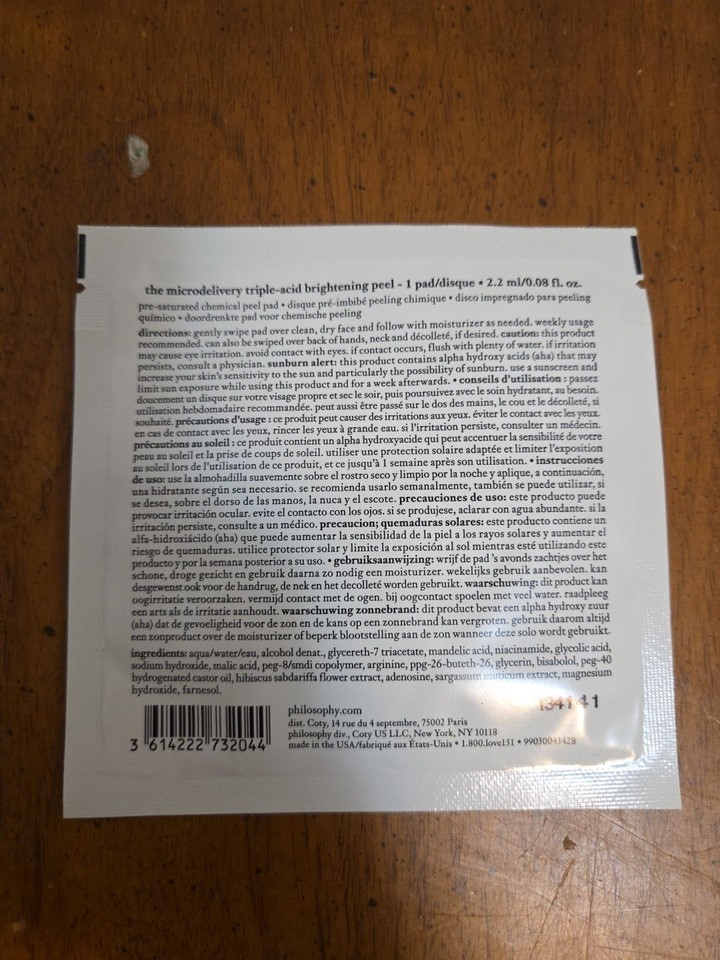 the microdelivery triple-acid brightening peel - 1 pad/disque • 2.2 ml/0.08 fl. oz.
pre-saturated chemical peel pad • disque pré-imbibé peeling chimique • disco impregnado para peeling
químico • doordrenkte pad voor chemische peeling
directions: gently swipe pad over clean, dry face and follow with moisturizer as needed. weekly usage
recommended. can also be swiped over back of hands, neck and décolleté, if desired. caution: this product
may cause eye irritation. avoid contact with eyes. if contact occurs, flush with plenty of water. if irritation
persists, consult a physician. sunburn alert: this product contains alpha hydroxy acids (aha) that may
increase your skin's sensitivity to the sun and particularly the possibility of sunburn. use a sunscreen and
limit sun exposure while using this product and for a week afterwards. • conseils d'utilisation : passez
doucement un disque sur votre visage propre et sec le soir, puis poursuivez avec le soin hydratant, au besoin.
utilisation hebdomadaire recommandée. peut aussi être passé sur le dos des mains, le cou et le décolleté, si
souhaité. précautions d'usage : ce produit peut causer des irritations aux yeux. éviter le contact avec les yeux.
en cas de contact avec les yeux, rincer les yeux à grande eau. si l'irritation persiste, consulter un médecin.
précautions au soleil : ce produit contient un alpha hydroxyacide qui peut accentuer la sensibilité de votre
peau au soleil et la prise de coups de soleil. utiliser une protection solaire adaptée et limiter l'exposition
au soleil lors de l'utilisation de ce produit, et ce jusqu'à 1 semaine après son utilisation. • instrucciones
de uso: use la almohadilla suavemente sobre el rostro seco y limpio por la noche y aplique, a continuación,
una hidratante según sea necesario. se recomienda usarlo semanalmente, también se puede utilizar, si
se desea, sobre el dorso de las manos, la nuca y el escote. precauciones de uso: este producto puede
provocar irritación ocular. evite el contacto con los ojos. si se produjese, aclarar con agua abundante. si la
irritación persiste, consulte a un médico. precaucion; quemaduras solares: este producto contiene un
alfa-hidroxiácido (aha) que puede aumentar la sensibilidad de la piel a los rayos solares y aumentar el
riesgo de quemaduras. utilice protector solar y limite la exposición al sol mientras esté utilizando este
producto y por la semana posterior a su uso. • gebruiksaanwijzing: wrijf de pad 's avonds zachtjes over het
schone, droge gezicht en gebruik daarna zo nodig een moisturizer. wekelijks gebruik aanbevolen. kan
desgewenst ook voor de handrug, de nek en het decolleté worden gebruikt. waarschuwing: dit product kan
oogirritatie veroorzaken. vermijd contact met de ogen. bij oogcontact spoelen met veel water. raadpleeg
een arts als de irritatie aanhoudt. waarschuwing zonnebrand: dit product bevat een alpha hydroxy zuur
(aha) dat de gevoeligheid voor de zon en de kans op een zonnebrand kan vergroten. gebruik daarom altijd
een zonproduct over de moisturizer of beperk blootstelling aan de zon wanneer deze solo wordt gebruikt.
ingredients: aqua/water/eau, alcohol denat., glycereth-7 triacetate, mandelic acid, niacinamide, glycolic acid,
sodium hydroxide, malic acid, peg-8/smdi copolymer, arginine, ppg-26-buteth-26, glycerin, bisabolol, peg-40
hydrogenated castor oil, hibiscus sabdariffa flower extract, adenosine, sargassum muticum extract, magnesium
hydroxide, farnesol.
philosophy.com
dist. Coty, 14 rue du 4 septembre, 75002 Paris
philosophy div., Coty US LLC, New York, NY 10118
made in the USA/fabriqué aux États-Unis • 1.800.love151 •
3 614222 732044